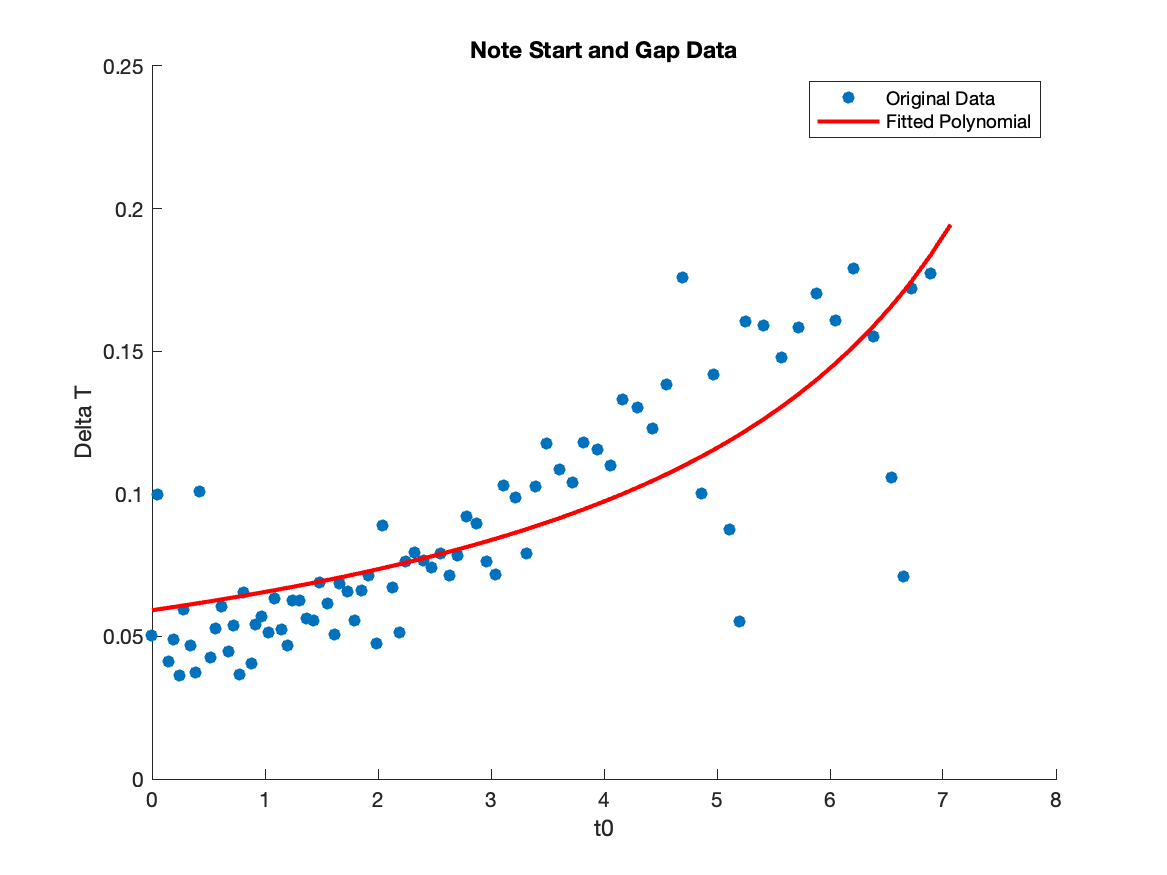 Note Start and Gap Data
0.25
0.2
0.15
0.1
0.05
0
Delta T
Original Data
Fitted Polynomial
0 1 2 3 4 5 6 7 8
t0